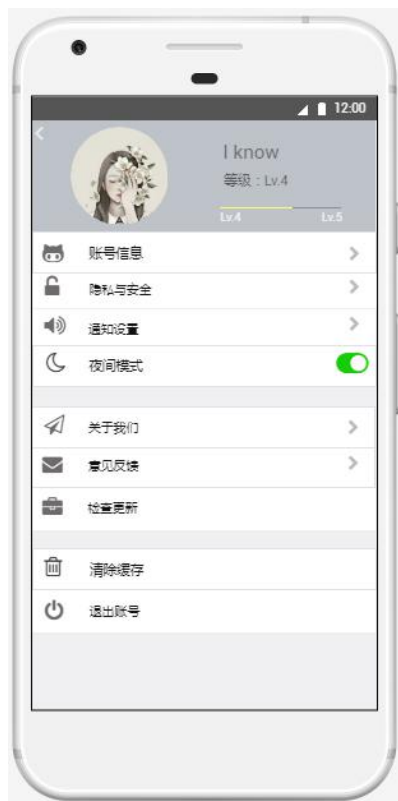 12:00
I know
等级：Lv.4
Lv.4 Lv.5
账号信息
隐私与安全
通知设置
夜间模式
关于我们
意见反馈
检查更新
清除缓存
退出账号